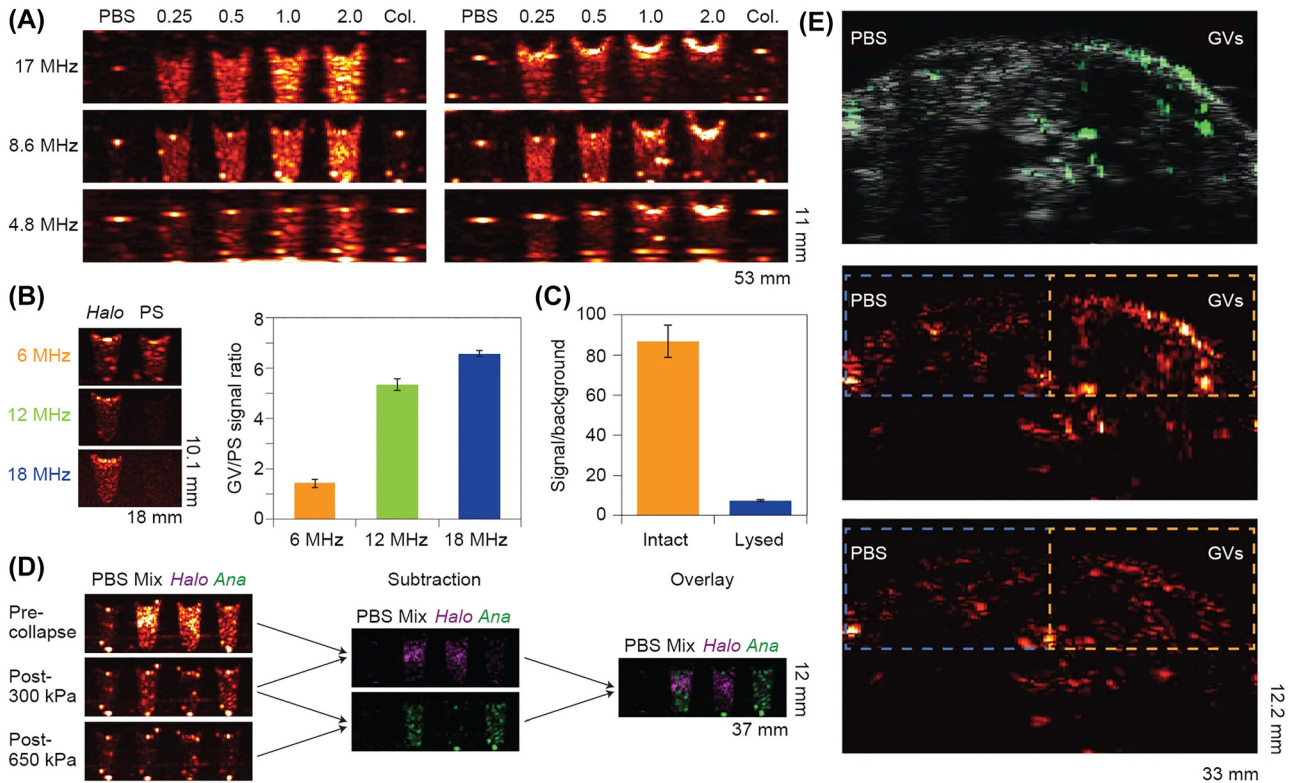 (A)
PBS 0.25 0.5 1.0 2.0 Col.
PBS 0.25 0.5 1.0 2.0 Col.
17 MHz
8.6 MHz
4.8 MHz
11 mm
53 mm
(B)
Halo PS
6 MHz
12 MHz
18 MHz
10.1 mm
18 mm
GV/PS signal ratio
8
6
4
2
0
6 MHz 12 MHz 18 MHz
(C)
Signal/background
100
80
60
40
20
0
Intact Lysed
(D)
PBS Mix Halo Ana
Pre-
collapse
Post-
300 kPa
Post-
650 kPa
Subtraction
PBS Mix Halo Ana
Overlay
PBS Mix Halo Ana
12 mm
37 mm
(E)
PBS GVs
PBS GVs
PBS GVs
12.2 mm
33 mm